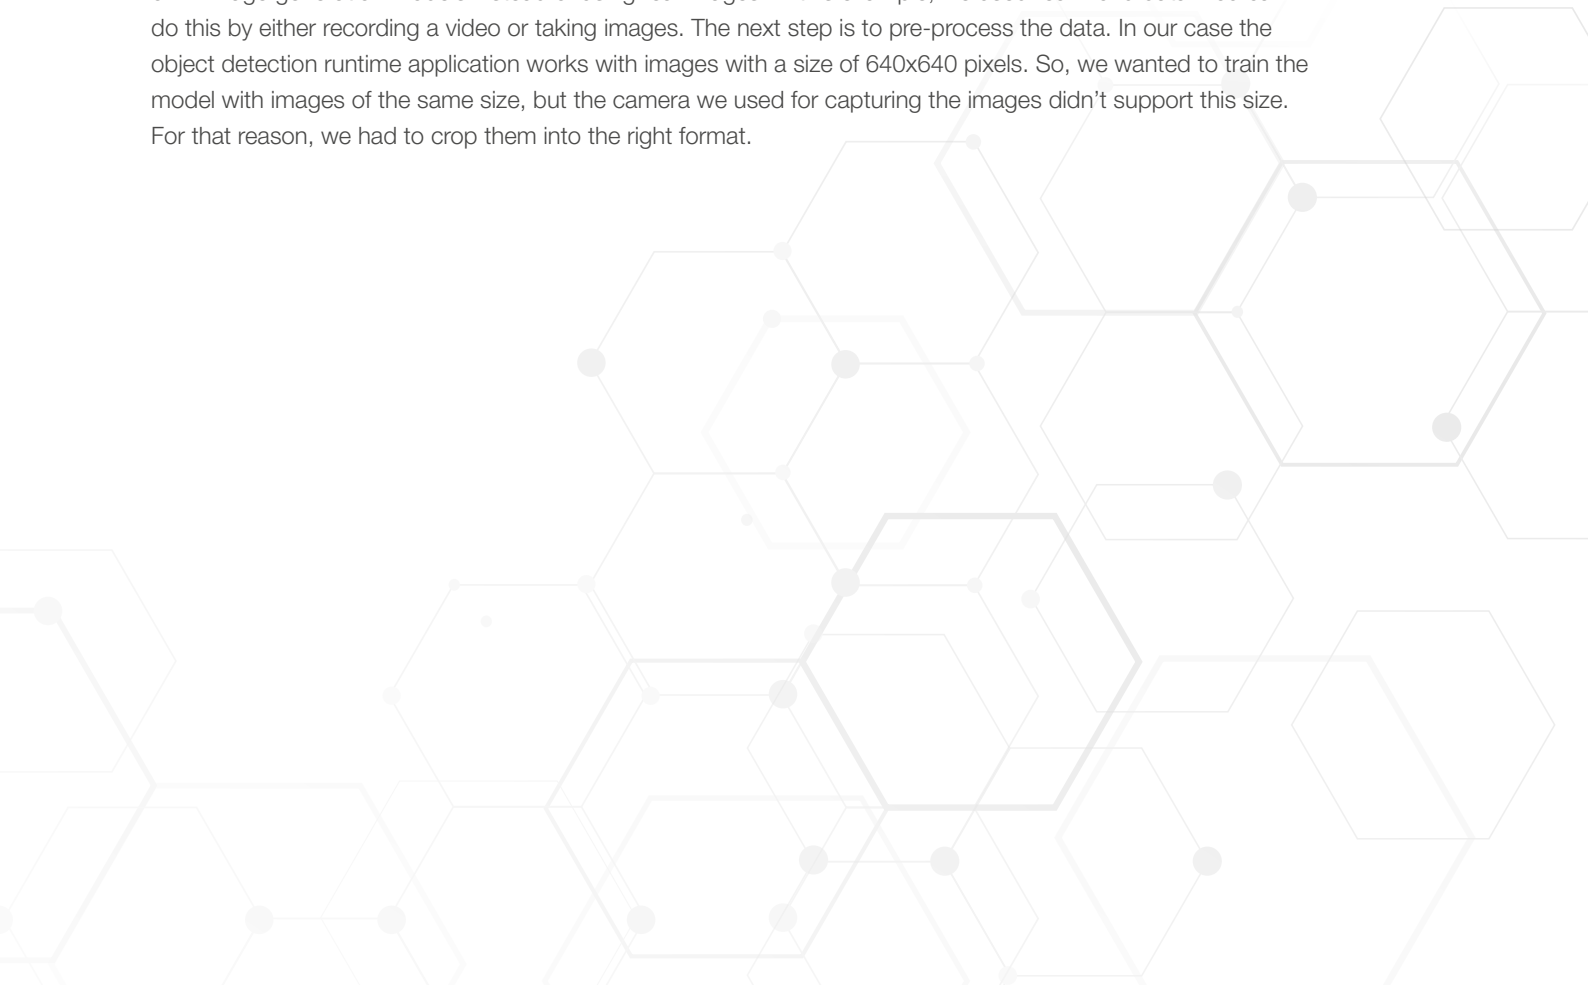 do this by either recording a video or taking images. The next step is to pre-process the data. In our case the
object detection runtime application works with images with a size of 640x640 pixels. So, we wanted to train the
model with images of the same size, but the camera we used for capturing the images didn’t support this size.
For that reason, we had to crop them into the right format.